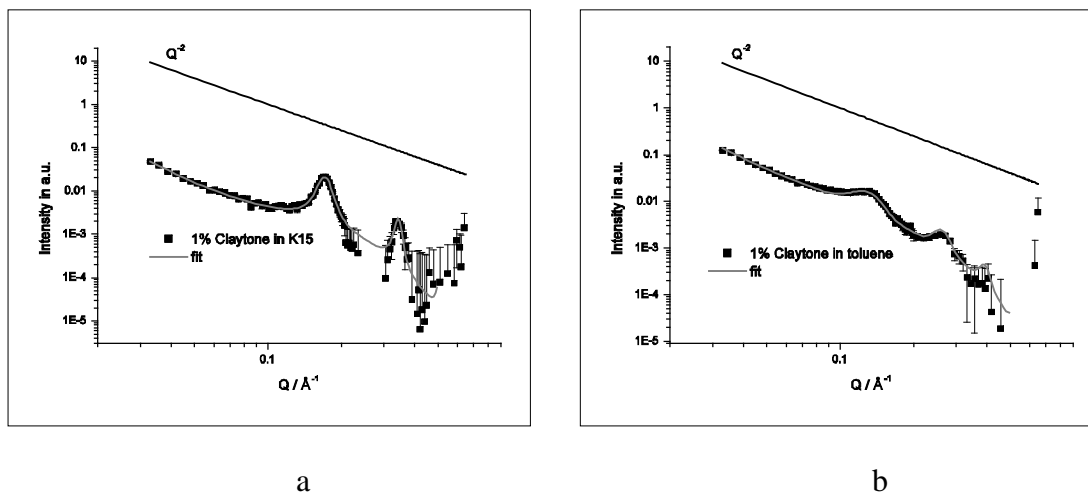 Q⁻²
Intensity in a.u.
10
1
0.1
0.01
1E-3
1E-4
1E-5
1% Claytone in K15
fit
0.1
Q / Å⁻¹
a
Q⁻²
Intensity in a.u.
10
1
0.1
0.01
1E-3
1E-4
1E-5
1% Claytone in toluene
fit
0.1
Q / Å⁻¹
b